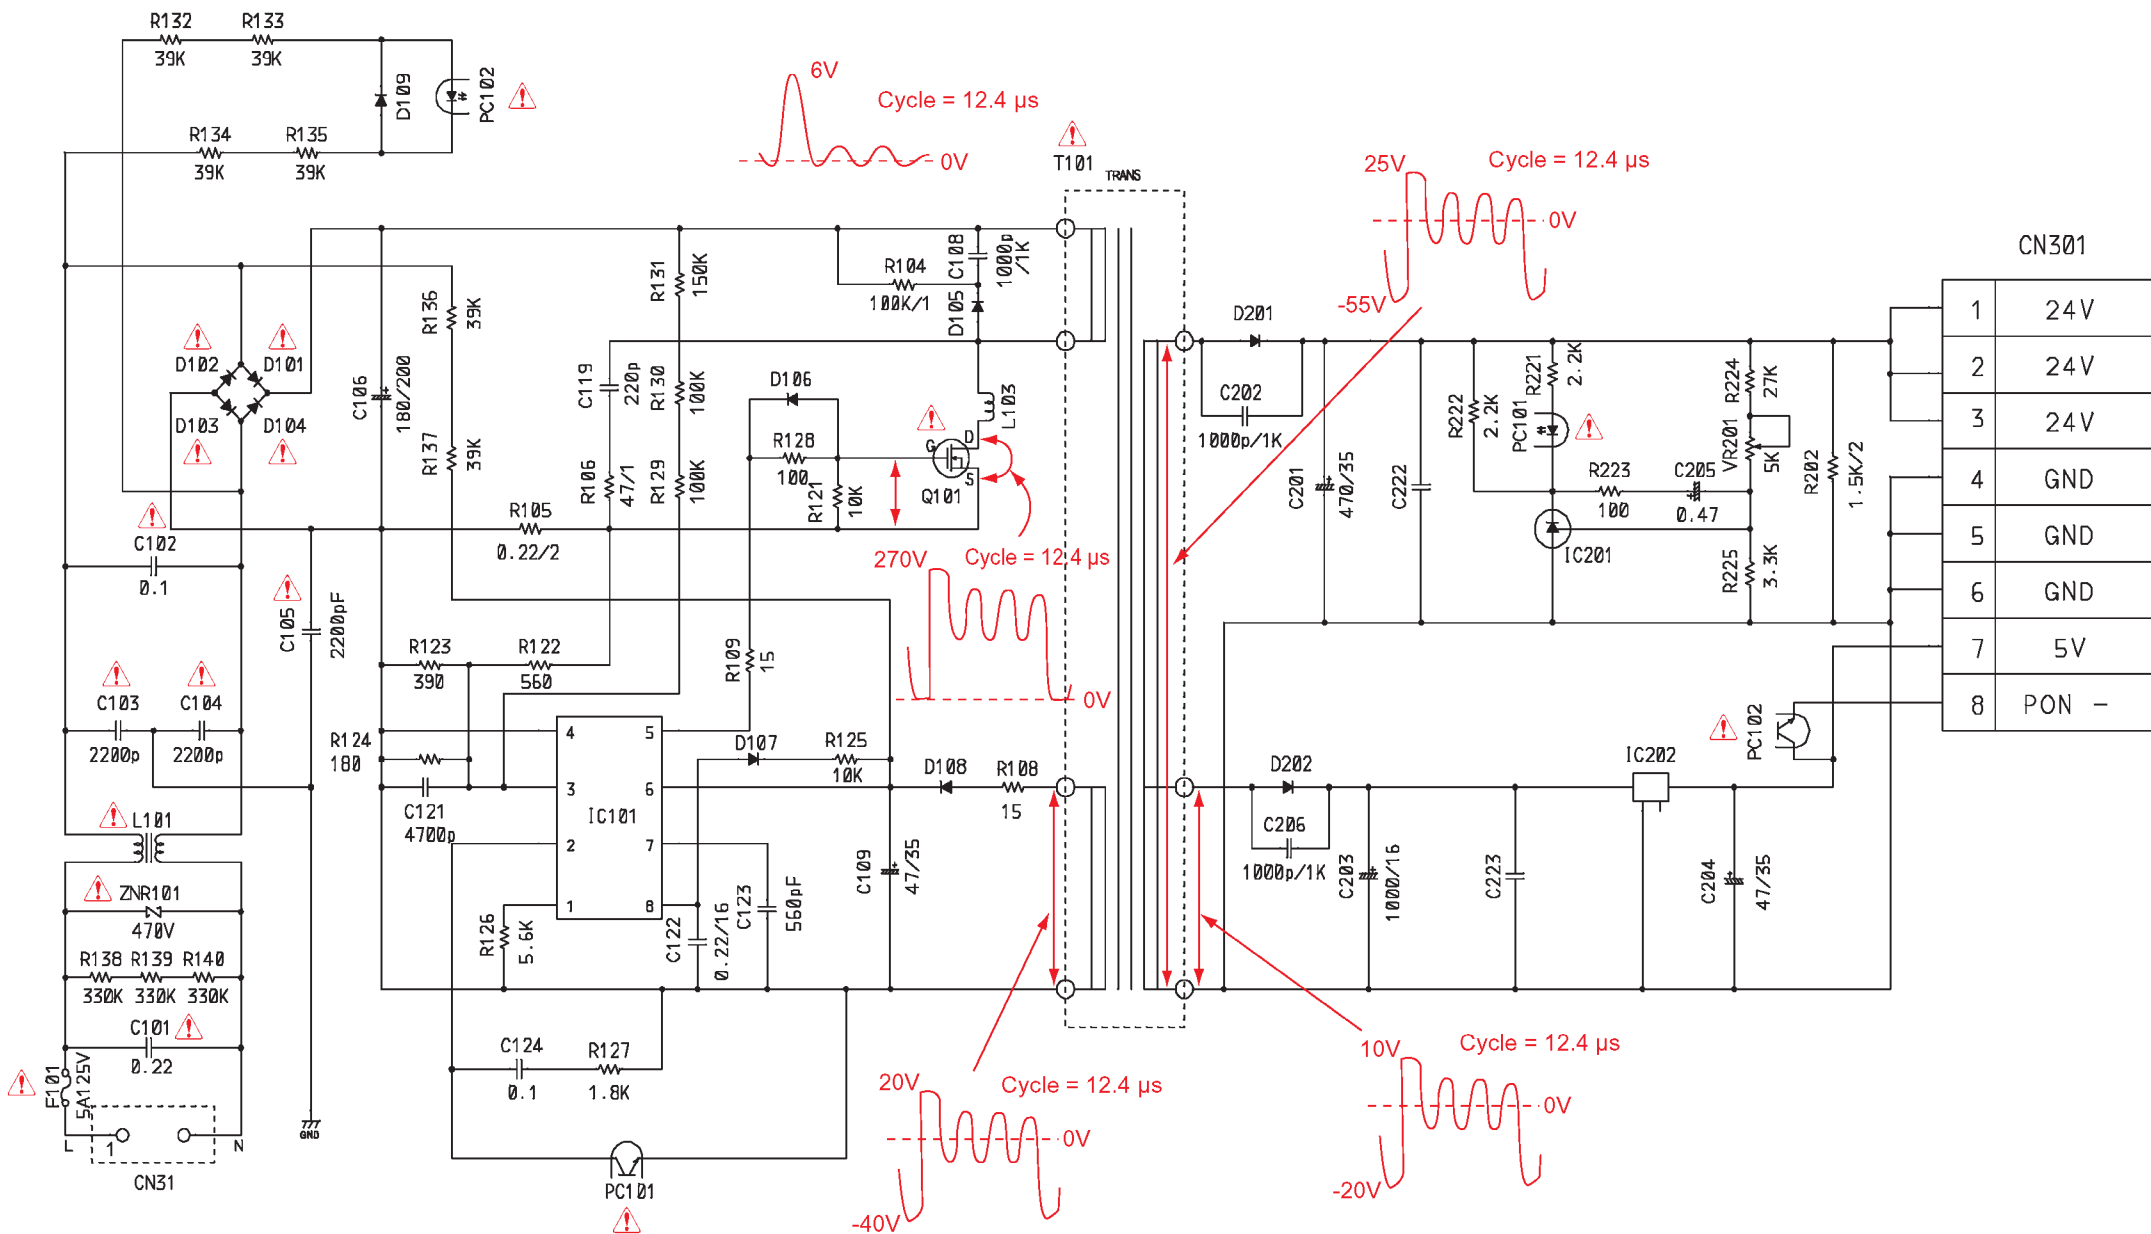 R132
39K
R133
39K
D109
PC102
R134
39K
R135
39K
6V
Cycle = 12.4 µs
0V
T101
TRANS
25V
Cycle = 12.4 µs
0V
-55V
CN301
1 24V
2 24V
3 24V
4 GND
5 GND
6 GND
7 5V
8 PON -
R136
39K
R137
39K
D102
D101
D103
D104
C106
180/200
R131
150K
R130
100K
R129
100K
C119
220p
R106
47/1
R104
100K/1
C108
1000p
/1K
D105
L103
D106
R128
100
R121
10K
G
D
S
Q101
R105
0.22/2
270V
Cycle = 12.4 µs
0V
D201
C202
1000p/1K
C201
470/35
C222
R222
2.2K
R221
2.2K
PC101
R223
100
C205
0.47
IC201
R224
27K
VR201
5K
R225
3.3K
R202
1.5K/2
C102
0.1
C105
2200pF
C103
2200p
C104
2200p
L101
ZNR101
470V
R138
330K
R139
330K
R140
330K
C101
0.22
F101
5A125V
L
1
N
CN31
GND
R123
390
R122
560
R124
180
C121
4700p
IC101
4
3
2
1
5
6
7
8
R109
15
D107
R125
10K
D108
R108
15
C109
47/35
R126
5.6K
C122
0.22/16
C123
560pF
C124
0.1
R127
1.8K
PC101
20V
Cycle = 12.4 µs
0V
-40V
D202
C206
1000p/1K
C203
1000/16
C223
IC202
C204
47/35
PC102
10V
Cycle = 12.4 µs
0V
-20V